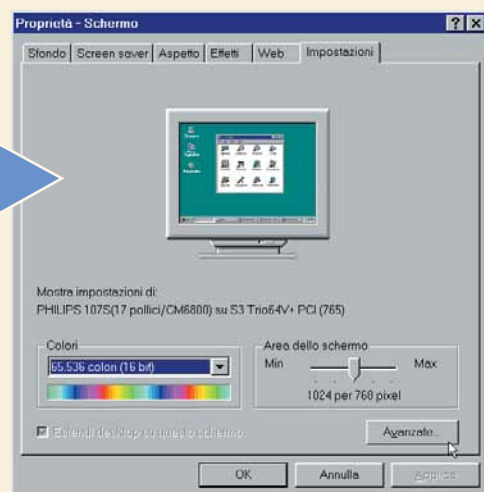 Proprietà - Schermo
Sfondo Screen saver Aspetto Effetti Web Impostazioni
Mostra impostazioni di:
PHILIPS 107S(17 pollici/CM6800) su S3 Trio64V+ PCI (765)
Colori
65.536 colori (16 bit)
Area dello schermo
Min Max
1024 per 768 pixel
Estendi desktop su questo schermo.
Avanzate...
OK Annulla Applica